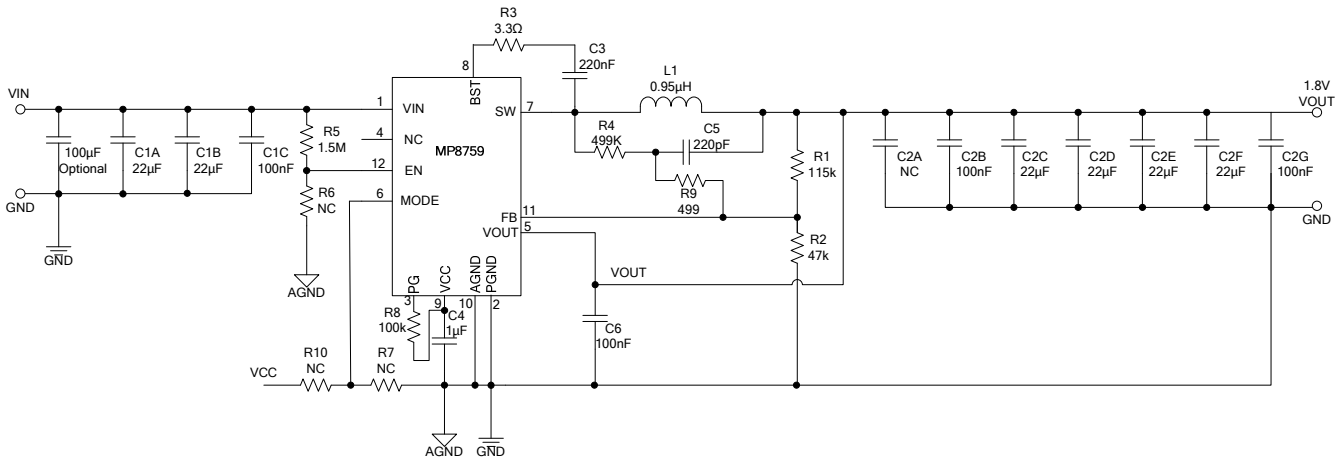 R3
3.3Ω
C3
220nF
L1
0.95µH
8
BST
VIN
1
VIN
SW
7
1.8V
VOUT
R5
1.5M
4
NC
MP8759
R4
499K
C5
220pF
R1
115k
100µF
Optional
C1A
22µF
C1B
22µF
C1C
100nF
12
EN
R9
499
C2A
NC
C2B
100nF
C2C
22µF
C2D
22µF
C2E
22µF
C2F
22µF
C2G
100nF
GND
R6
NC
6
MODE
FB
11
VOUT
5
R2
47k
GND
GND
AGND
VOUT
PG
VCC
AGND
PGND
3
9
10
2
R8
100k
C4
1µF
C6
100nF
VCC
R10
NC
R7
NC
AGND
GND